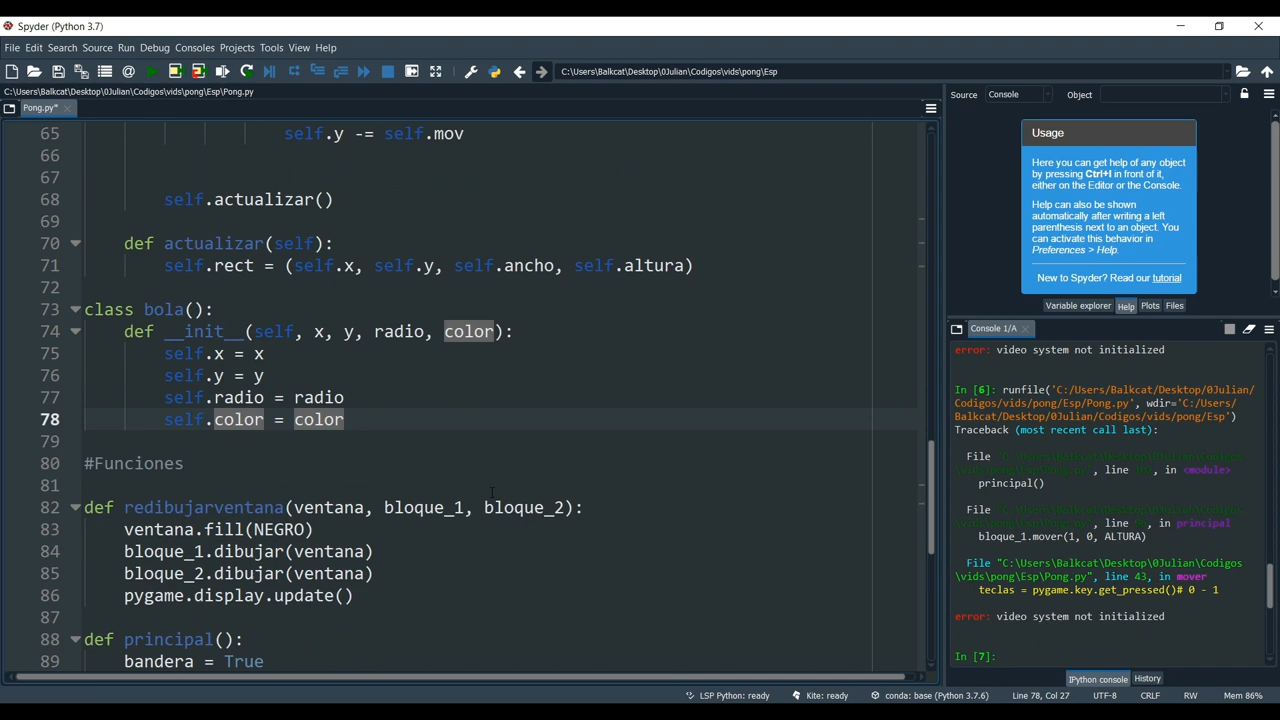 Spyder (Python 3.7)
File Edit Search Source Run Debug Consoles Projects Tools View Help
C:\Users\Balkcat\Desktop\0Julian\Codigos\vids\pong\Esp
C:\Users\Balkcat\Desktop\0Julian\Codigos\vids\pong\Esp\Pong.py
Pong.py*
65 self.y -= self.mov
66
67
68 self.actualizar()
69
70 def actualizar(self):
71 self.rect = (self.x, self.y, self.ancho, self.altura)
72
73 class bola():
74 def __init__(self, x, y, radio, color):
75 self.x = x
76 self.y = y
77 self.radio = radio
78 self.color = color
79
80 #Funciones
81
82 def redibujarventana(ventana, bloque_1, bloque_2):
83 ventana.fill(NEGRO)
84 bloque_1.dibujar(ventana)
85 bloque_2.dibujar(ventana)
86 pygame.display.update()
87
88 def principal():
89 bandera = True
Source Console Object
Usage
Here you can get help of any object
by pressing Ctrl+I in front of it,
either on the Editor or the Console.
Help can also be shown
automatically after writing a left
parenthesis next to an object. You
can activate this behavior in
Preferences > Help.
New to Spyder? Read our tutorial
Variable explorer Help Plots Files
Console 1/A
error: video system not initialized
In [6]: runfile('C:/Users/Balkcat/Desktop/0Julian/
Codigos/vids/pong/Esp/Pong.py', wdir='C:/Users/
Balkcat/Desktop/0Julian/Codigos/vids/pong/Esp')
Traceback (most recent call last):
File "C:\Users\Balkcat\Desktop\0Julian\Codigos
\vids\pong\Esp\Pong.py", line in <module>
principal()
File "C:\Users\Balkcat\Desktop\0Julian\Codigos
\vids\pong\Esp\Pong.py", line in principal
bloque_1.mover(1, 0, ALTURA)
File "C:\Users\Balkcat\Desktop\0Julian\Codigos
\vids\pong\Esp\Pong.py", line 43, in mover
teclas = pygame.key.get_pressed()# 0 - 1
error: video system not initialized
In [7]:
IPython console History
LSP Python: ready Kite: ready conda: base (Python 3.7.6) Line 78, Col 27 UTF-8 CRLF RW Mem 86%